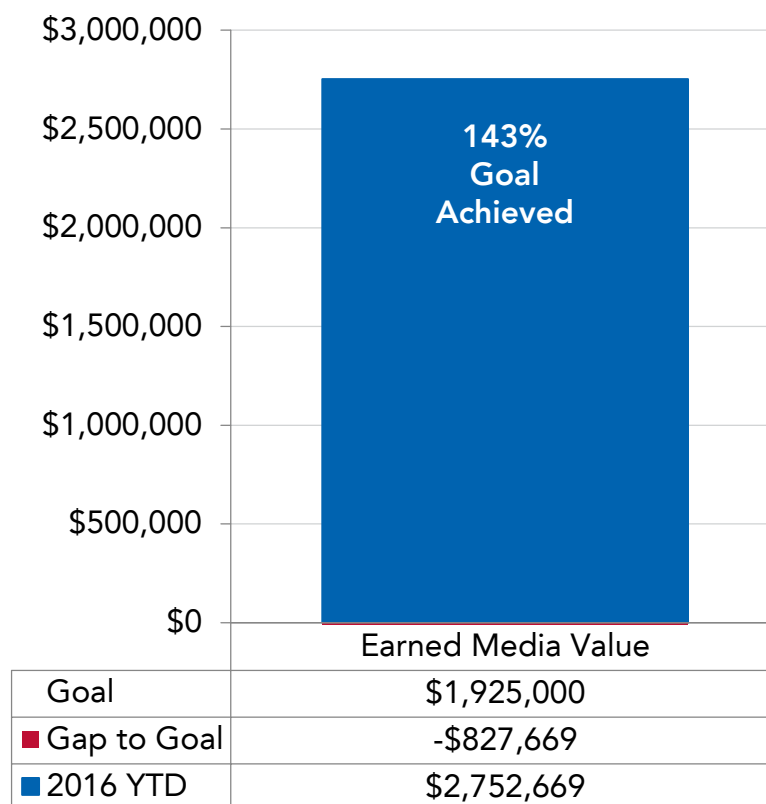 $3,000,000
$2,500,000
$2,000,000
$1,500,000
$1,000,000
$500,000
$0
143%
Goal
Achieved
Earned Media Value
Goal $1,925,000
Gap to Goal -$827,669
2016 YTD $2,752,669